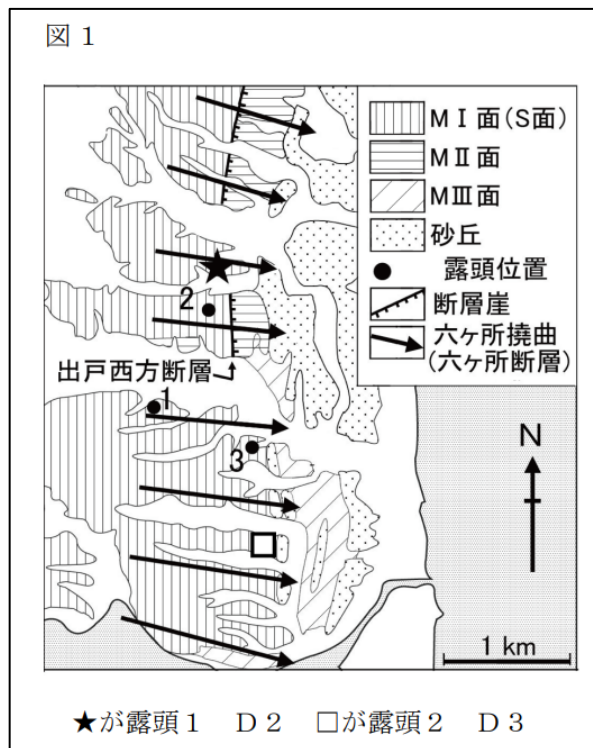 図1
MⅠ面(S面)
MⅡ面
MⅢ面
砂丘
露頭位置
断層崖
六ヶ所撓曲
(六ヶ所断層)
2
出戸西方断層
1
3
N
1 km
★が露頭1 D2 □が露頭2 D3